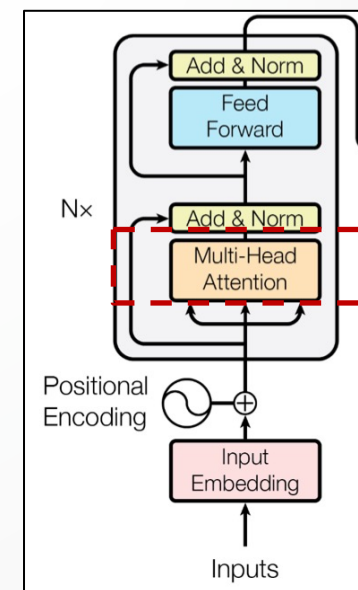 Add & Norm
Feed
Forward
N×
Add & Norm
Multi-Head
Attention
Positional
Encoding
Input
Embedding
Inputs